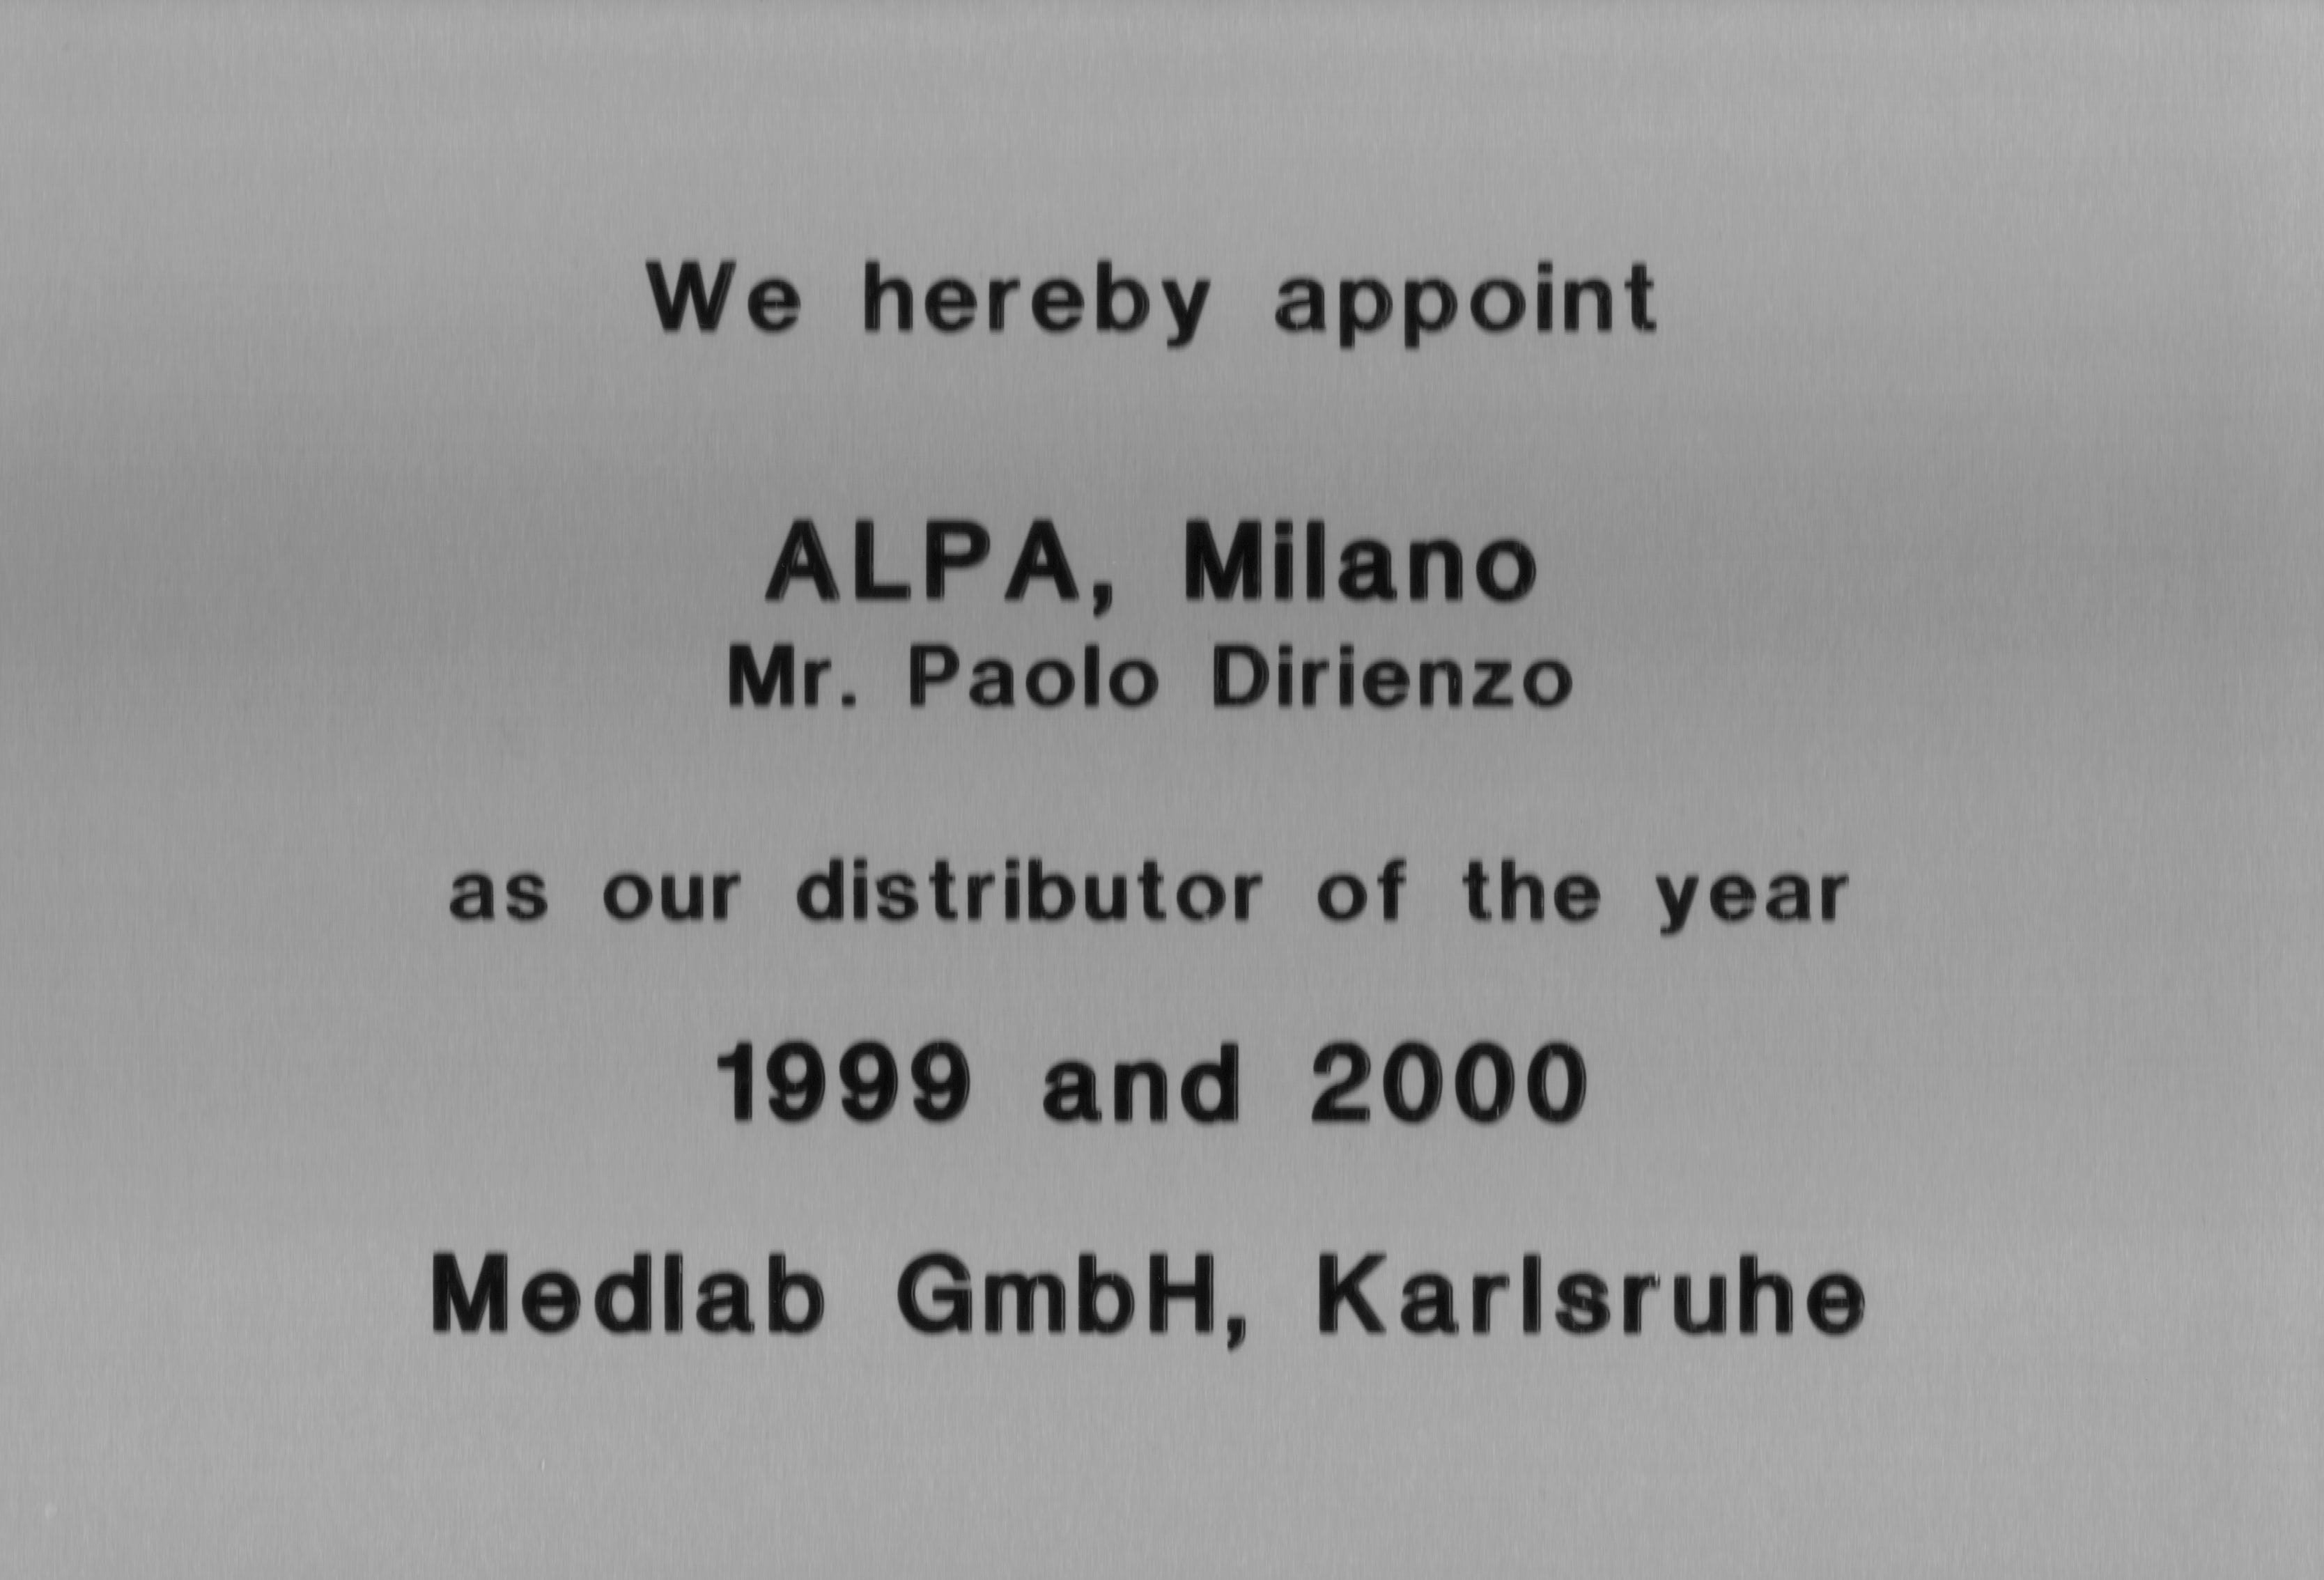 We hereby appoint
ALPA, Milano
Mr. Paolo Dirienzo
as our distributor of the year
1999 and 2000
Medlab GmbH, Karlsruhe